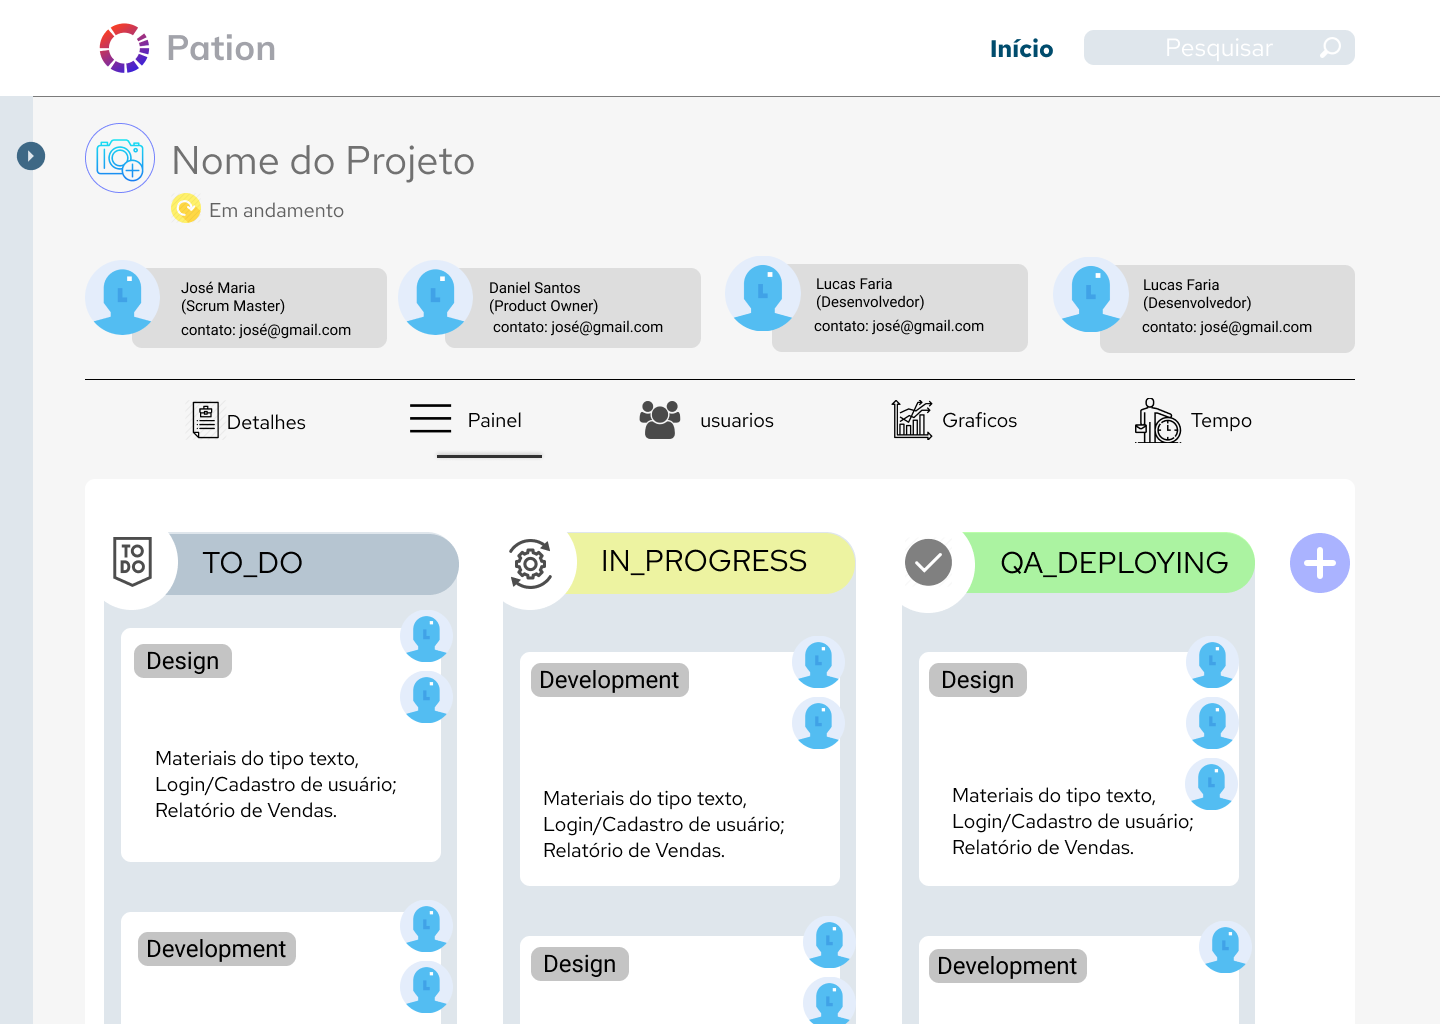 Pation
Início
Pesquisar
Nome do Projeto
Em andamento
José Maria
(Scrum Master)
contato: josé@gmail.com
Daniel Santos
(Product Owner)
contato: josé@gmail.com
Lucas Faria
(Desenvolvedor)
contato: josé@gmail.com
Lucas Faria
(Desenvolvedor)
contato: josé@gmail.com
Detalhes
Painel
usuarios
Graficos
Tempo
TO
DO
TO_DO
IN_PROGRESS
QA_DEPLOYING
Design
Materiais do tipo texto,
Login/Cadastro de usuário;
Relatório de Vendas.
Development
Development
Materiais do tipo texto,
Login/Cadastro de usuário;
Relatório de Vendas.
Design
Design
Materiais do tipo texto,
Login/Cadastro de usuário;
Relatório de Vendas.
Development